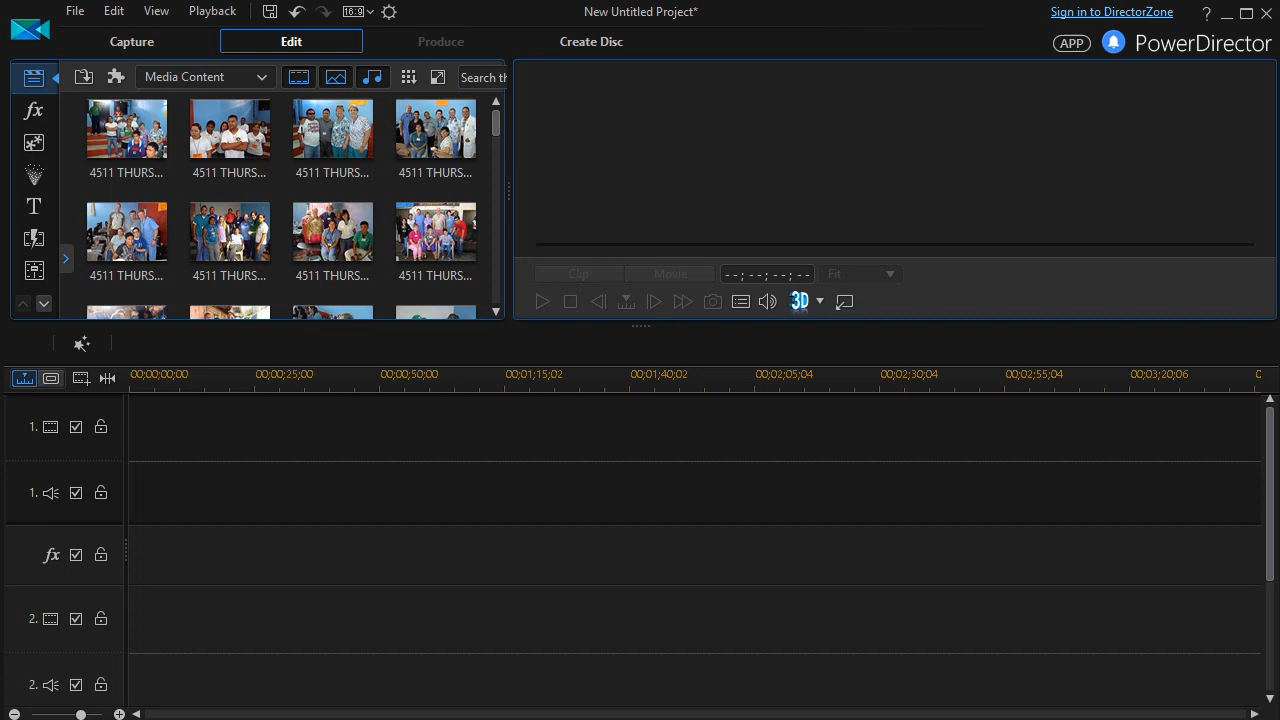 File Edit View Playback 16:9 New Untitled Project* Sign in to DirectorZone ?
Capture Edit Produce Create Disc APP PowerDirector
Media Content Search th
fx
T
4511 THURS... 4511 THURS... 4511 THURS... 4511 THURS...
4511 THURS... 4511 THURS... 4511 THURS... 4511 THURS...
Clip Movie --;--;--;-- Fit
3D
00;00;00;00 00;00;25;00 00;00;50;00 00;01;15;02 00;01;40;02 00;02;05;04 00;02;30;04 00;02;55;04 00;03;20;06
1.
1.
fx
2.
2.